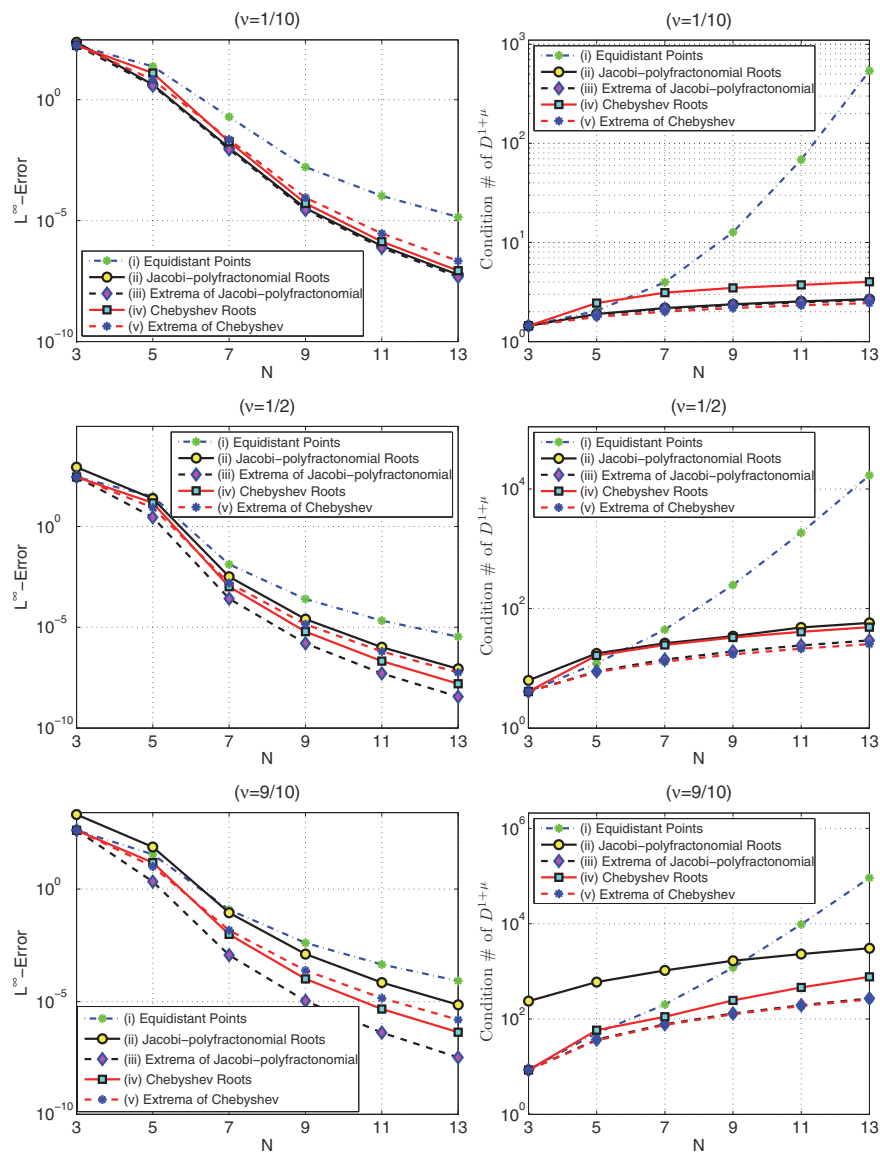 (ν=1/10)
10^0
10^-5
10^-10
L^∞-Error
3 5 7 9 11 13
N
(i) Equidistant Points
(ii) Jacobi-polyfractonomial Roots
(iii) Extrema of Jacobi-polyfractonomial
(iv) Chebyshev Roots
(v) Extrema of Chebyshev
(ν=1/10)
10^3
10^2
10^1
10^0
Condition # of D^1+μ
3 5 7 9 11 13
N
(i) Equidistant Points
(ii) Jacobi-polyfractonomial Roots
(iii) Extrema of Jacobi-polyfractonomial
(iv) Chebyshev Roots
(v) Extrema of Chebyshev
(ν=1/2)
10^0
10^-5
10^-10
L^∞-Error
3 5 7 9 11 13
N
(i) Equidistant Points
(ii) Jacobi-polyfractonomial Roots
(iii) Extrema of Jacobi-polyfractonomial
(iv) Chebyshev Roots
(v) Extrema of Chebyshev
(ν=1/2)
10^4
10^2
10^0
Condition # of D^1+μ
3 5 7 9 11 13
N
(i) Equidistant Points
(ii) Jacobi-polyfractonomial Roots
(iii) Extrema of Jacobi-polyfractonomial
(iv) Chebyshev Roots
(v) Extrema of Chebyshev
(ν=9/10)
10^0
10^-5
10^-10
L^∞-Error
3 5 7 9 11 13
N
(i) Equidistant Points
(ii) Jacobi-polyfractonomial Roots
(iii) Extrema of Jacobi-polyfractonomial
(iv) Chebyshev Roots
(v) Extrema of Chebyshev
(ν=9/10)
10^6
10^4
10^2
10^0
Condition # of D^1+μ
3 5 7 9 11 13
N
(i) Equidistant Points
(ii) Jacobi-polyfractonomial Roots
(iii) Extrema of Jacobi-polyfractonomial
(iv) Chebyshev Roots
(v) Extrema of Chebyshev